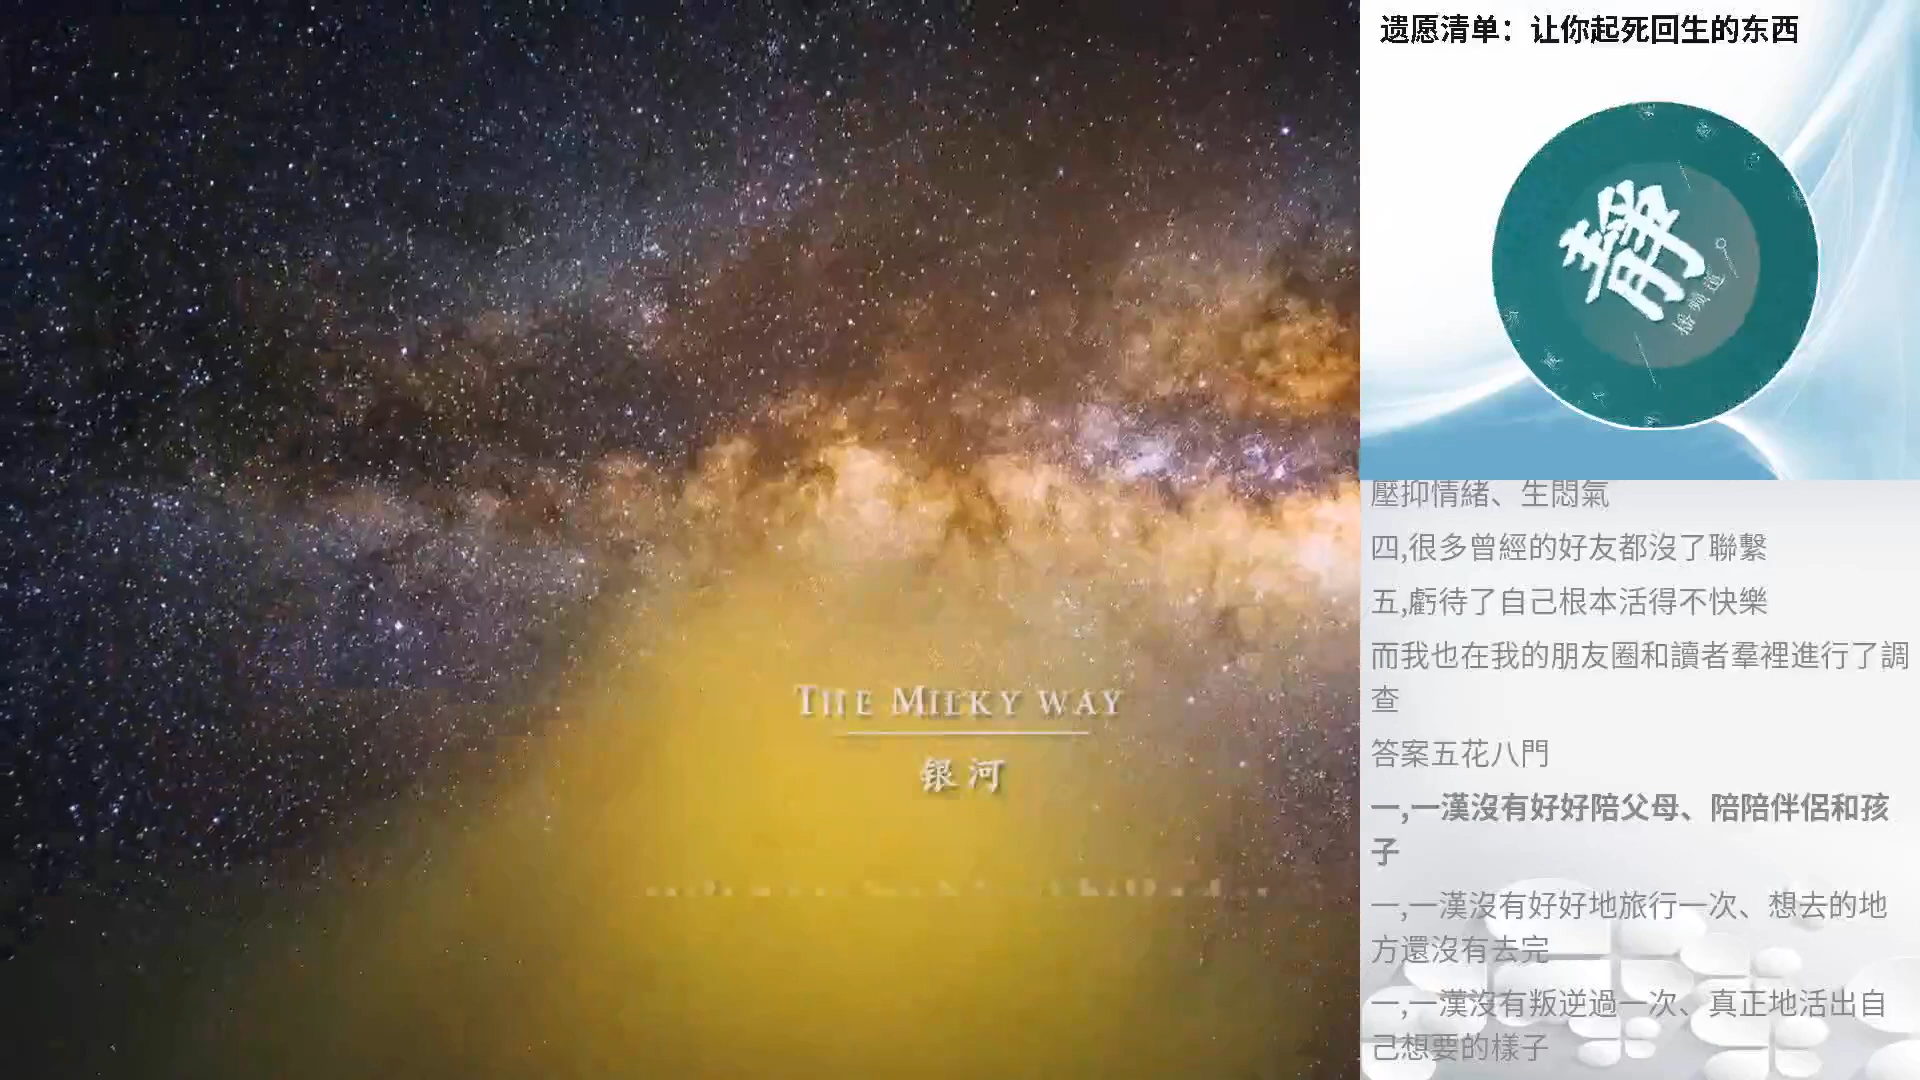 THE MILKY WAY
银河
遗愿清单：让你起死回生的东西
靜
播频道
壓抑情緒、生悶氣
四,很多曾經的好友都沒了聯繫
五,虧待了自己根本活得不快樂
而我也在我的朋友圈和讀者羣裡進行了調
查
答案五花八門
一,一漢沒有好好陪父母、陪陪伴侶和孩
子
一,一漢沒有好好地旅行一次、想去的地
方還沒有去完
一,一漢沒有叛逆過一次、真正地活出自
己想要的樣子